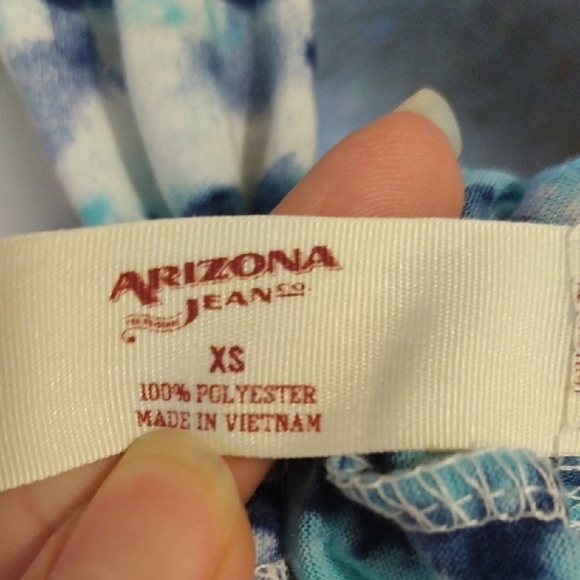 ARIZONA
JEAN CO.
XS
100% POLYESTER
MADE IN VIETNAM